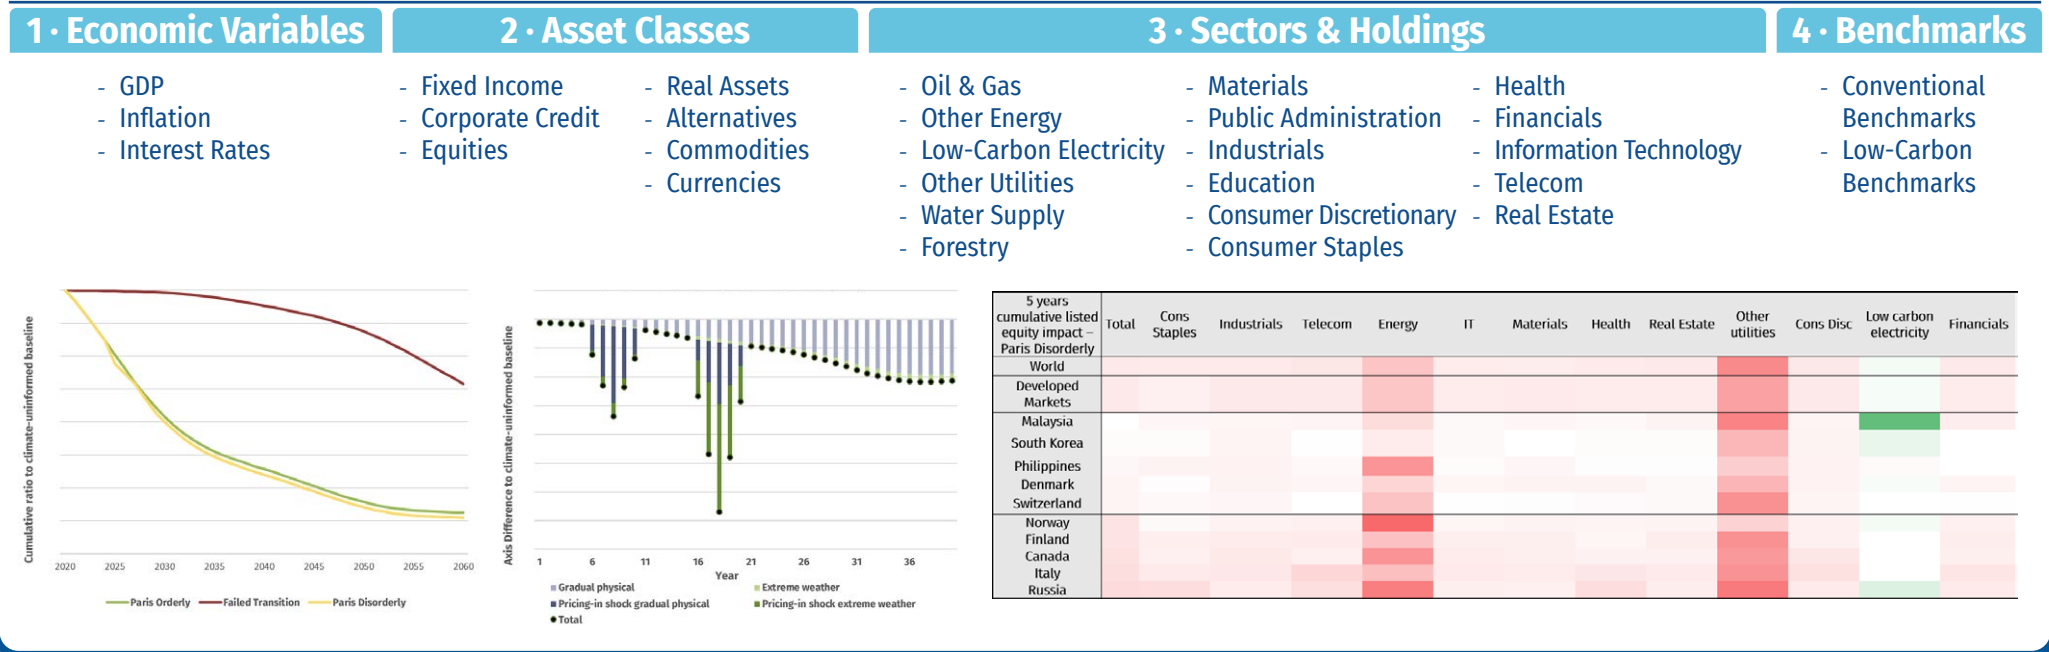 1 · Economic Variables
- GDP
- Inflation
- Interest Rates
2 · Asset Classes
- Fixed Income
- Corporate Credit
- Equities
- Real Assets
- Alternatives
- Commodities
- Currencies
3 · Sectors & Holdings
- Oil & Gas
- Other Energy
- Low-Carbon Electricity
- Other Utilities
- Water Supply
- Forestry
- Materials
- Public Administration
- Industrials
- Education
- Consumer Discretionary
- Consumer Staples
- Health
- Financials
- Information Technology
- Telecom
- Real Estate
4 · Benchmarks
- Conventional
Benchmarks
- Low-Carbon
Benchmarks
Cumulative ratio to climate-uninformed baseline
2020 2025 2030 2035 2040 2045 2050 2055 2060
Paris Orderly Failed Transition Paris Disorderly
Axis Difference to climate-uninformed baseline
1 6 11 16 21 26 31 36
Year
Gradual physical Extreme weather
Pricing-in shock gradual physical Pricing-in shock extreme weather
Total
5 years
cumulative listed
equity impact –
Paris Disorderly
Total
Cons
Staples
Industrials
Telecom
Energy
IT
Materials
Health
Real Estate
Other
utilities
Cons Disc
Low carbon
electricity
Financials
World
Developed
Markets
Malaysia
South Korea
Philippines
Denmark
Switzerland
Norway
Finland
Canada
Italy
Russia